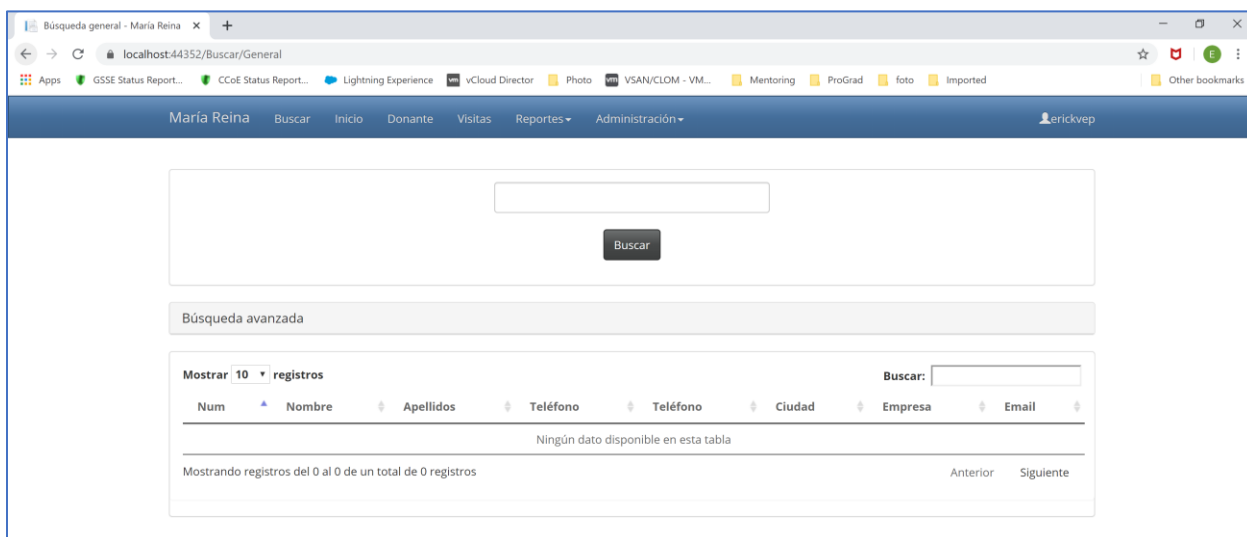 Búsqueda general - María Reina
localhost:44352/Buscar/General
E
Apps GSSE Status Report... CCoE Status Report... Lightning Experience vm vCloud Director Photo vm VSAN/CLOM - VM... Mentoring ProGrad foto Imported Other bookmarks
María Reina Buscar Inicio Donante Visitas Reportes Administración erickvep
Buscar
Búsqueda avanzada
Mostrar 10 registros Buscar:
Num Nombre Apellidos Teléfono Teléfono Ciudad Empresa Email
Ningún dato disponible en esta tabla
Mostrando registros del 0 al 0 de un total de 0 registros Anterior Siguiente